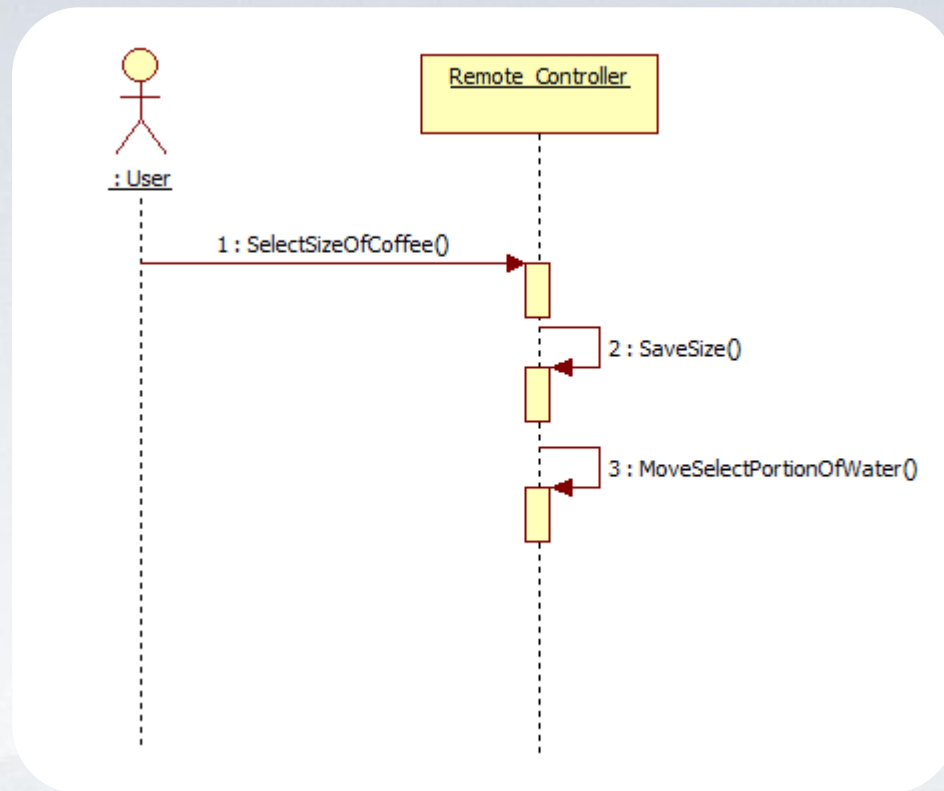 Remote Controller
: User
1 : SelectSizeOfCoffee()
2 : SaveSize()
3 : MoveSelectPortionOfWater()